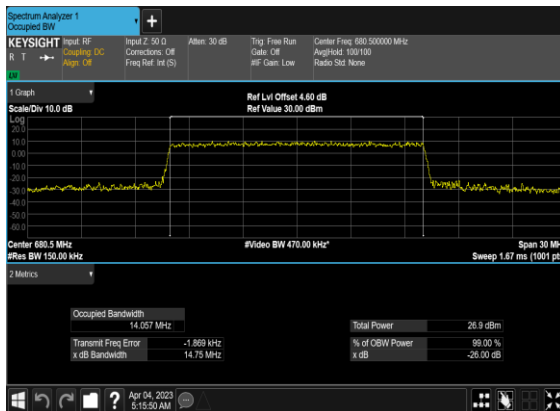 Spectrum Analyzer 1
Occupied BW
KEYSIGHT
R T
Input: RF
Coupling: DC
Align: Off
Input Z: 50 Ω
Corrections: Off
Freq Ref: Int (S)
Atten: 30 dB
Trig: Free Run
Gate: Off
#IF Gain: Low
Center Freq: 680.500000 MHz
Avg|Hold: 100/100
Radio Std: None
1 Graph
Scale/Div 10.0 dB
Ref Lvl Offset 4.60 dB
Ref Value 30.00 dBm
Log
20.0
10.0
0.00
-10.0
-20.0
-30.0
-40.0
-50.0
-60.0
Center 680.5 MHz
#Video BW 470.00 kHz*
Span 30 MH
#Res BW 150.00 kHz
Sweep 1.67 ms (1001 pts
2 Metrics
Occupied Bandwidth
14.057 MHz
Total Power 26.9 dBm
Transmit Freq Error -1.869 kHz
% of OBW Power 99.00 %
x dB Bandwidth 14.75 MHz
x dB -26.00 dB
Apr 04, 2023
5:15:50 AM